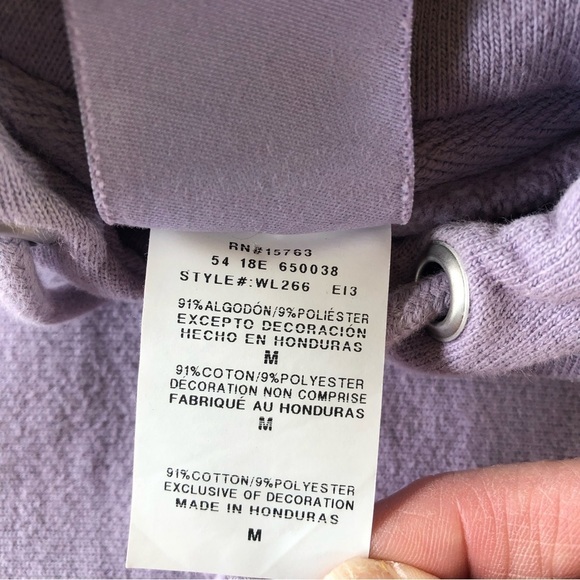 RN#15763
54 18E 650038
STYLE#:WL266 EI3
91%ALGODÓN/9%POLIÉSTER
EXCEPTO DECORACIÓN
HECHO EN HONDURAS
M
91%COTON/9%POLYESTER
DÉCORATION NON COMPRISE
FABRIQUÉ AU HONDURAS
M
91%COTTON/9%POLYESTER
EXCLUSIVE OF DECORATION
MADE IN HONDURAS
M